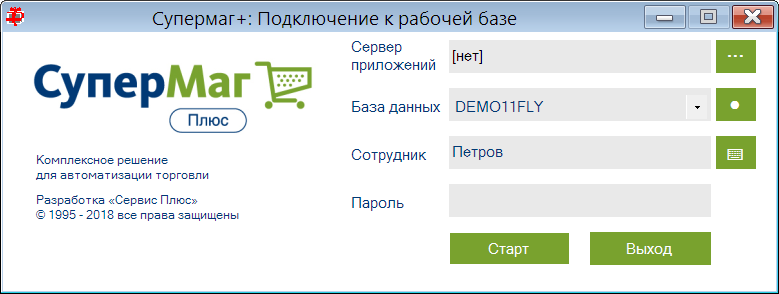 Супермаг+: Подключение к рабочей базе
СуперМаг
Плюс
Комплексное решение
для автоматизации торговли
Разработка «Сервис Плюс»
© 1995 - 2018 все права защищены
Сервер
приложений
[нет]
База данных
DEMO11FLY
Сотрудник
Петров
Пароль
Старт
Выход